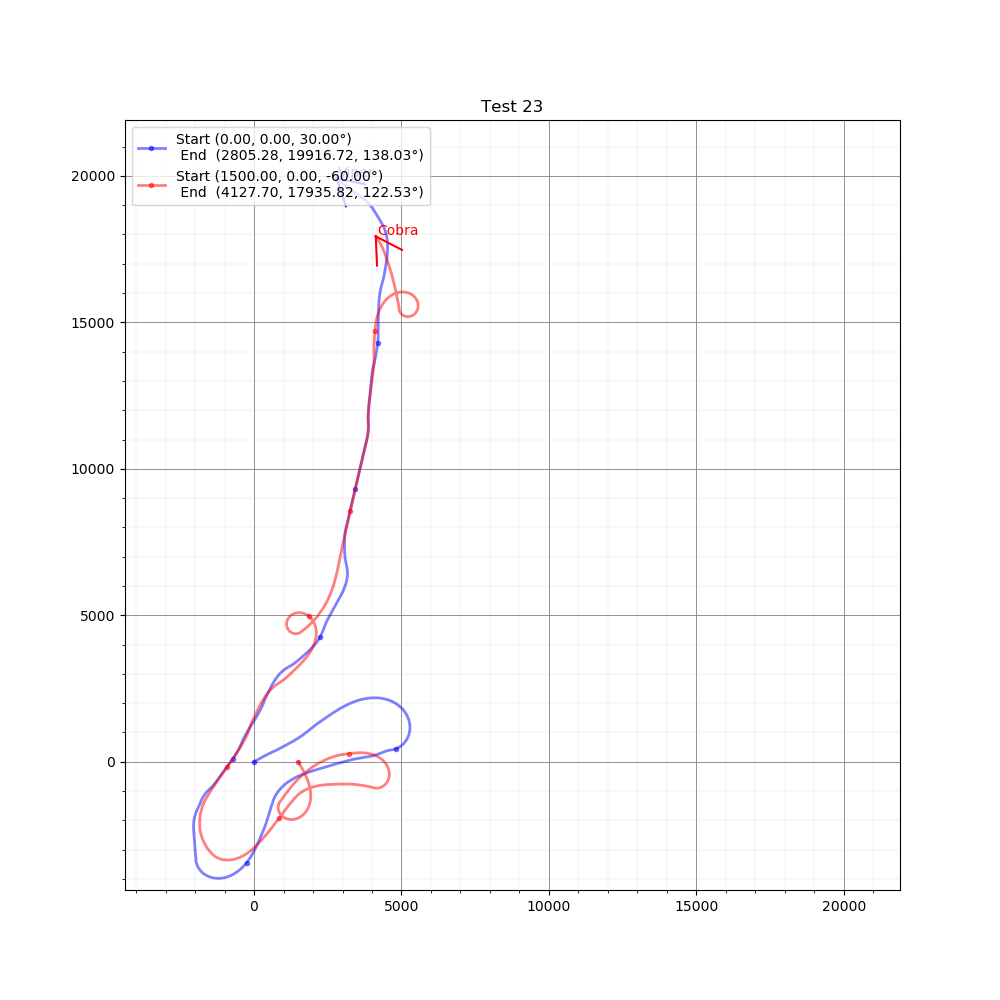 Test 23
Start (0.00, 0.00, 30.00°)
End (2805.28, 19916.72, 138.03°)
Start (1500.00, 0.00, -60.00°)
End (4127.70, 17935.82, 122.53°)
Cobra
20000
15000
10000
5000
0
0
5000
10000
15000
20000